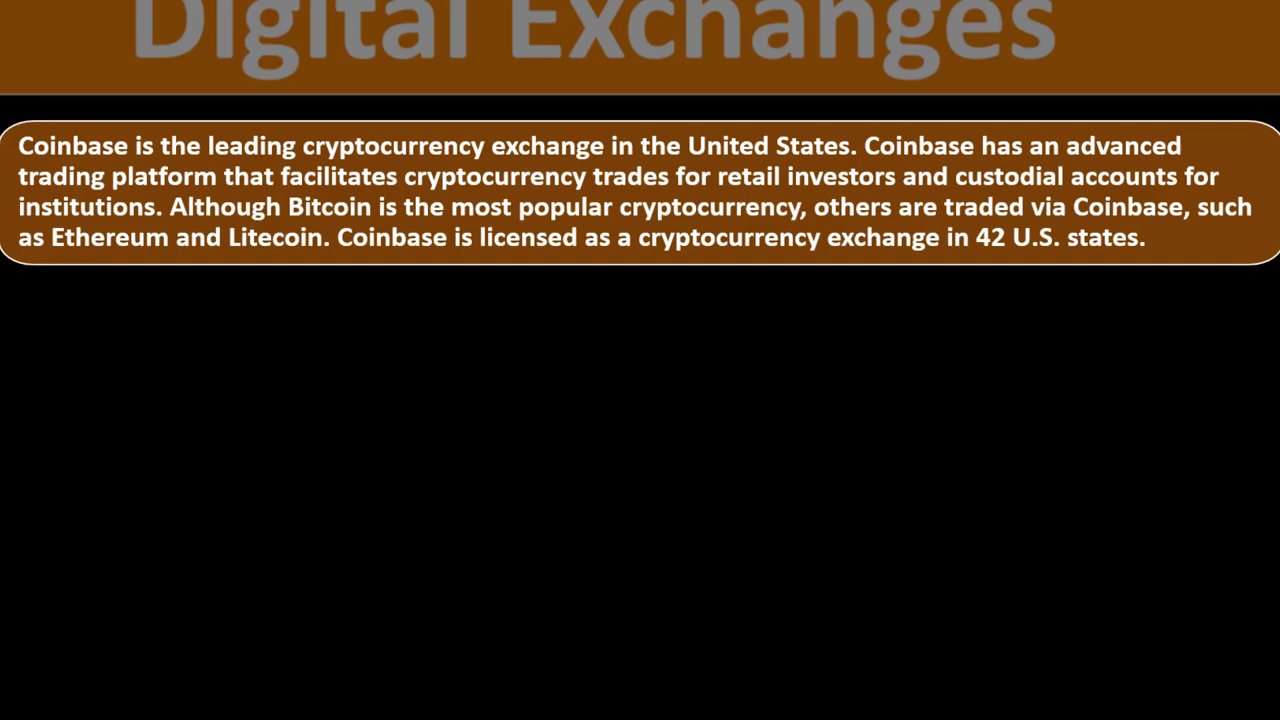 Digital Exchanges
Coinbase is the leading cryptocurrency exchange in the United States. Coinbase has an advanced
trading platform that facilitates cryptocurrency trades for retail investors and custodial accounts for
institutions. Although Bitcoin is the most popular cryptocurrency, others are traded via Coinbase, such
as Ethereum and Litecoin. Coinbase is licensed as a cryptocurrency exchange in 42 U.S. states.